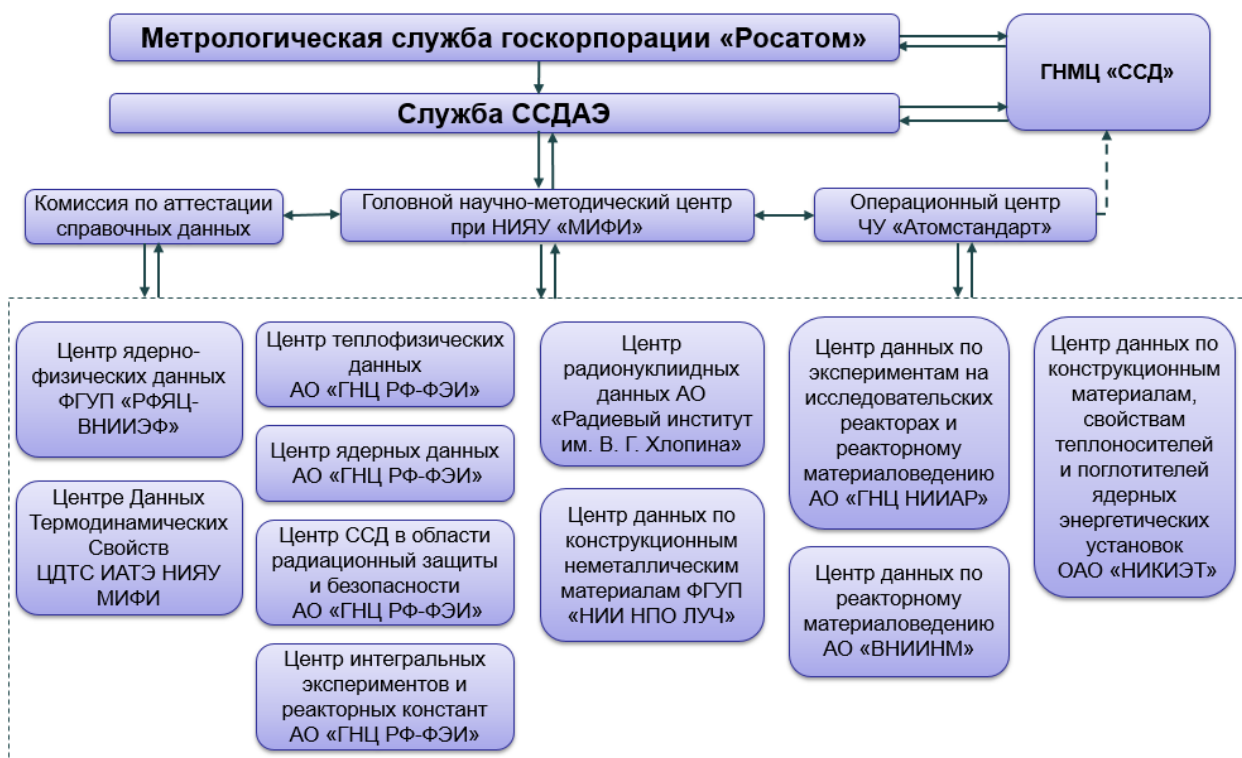 Метрологическая служба госкорпорации «Росатом»
ГНМЦ «ССД»
Служба ССДАЭ
Комиссия по аттестации
справочных данных
Головной научно-методический центр
при НИЯУ «МИФИ»
Операционный центр
ЧУ «Атомстандарт»
Центр ядерно-
физических данных
ФГУП «РФЯЦ-
ВНИИЭФ»
Центре Данных
Термодинамических
Свойств
ЦДТС ИАТЭ НИЯУ
МИФИ
Центр теплофизических
данных
АО «ГНЦ РФ-ФЭИ»
Центр ядерных данных
АО «ГНЦ РФ-ФЭИ»
Центр ССД в области
радиационный защиты
и безопасности
АО «ГНЦ РФ-ФЭИ»
Центр интегральных
экспериментов и
реакторных констант
АО «ГНЦ РФ-ФЭИ»
Центр
радионуклиидных
данных АО
«Радиевый институт
им. В. Г. Хлопина»
Центр данных по
конструкционным
неметаллическим
материалам ФГУП
«НИИ НПО ЛУЧ»
Центр данных по
экспериментам на
исследовательских
реакторах и
реакторному
материаловедению
АО «ГНЦ НИИАР»
Центр данных по
реакторному
материаловедению
АО «ВНИИНМ»
Центр данных по
конструкционным
материалам,
свойствам
теплоносителей
и поглотителей
ядерных
энергетических
установок
ОАО «НИКИЭТ»